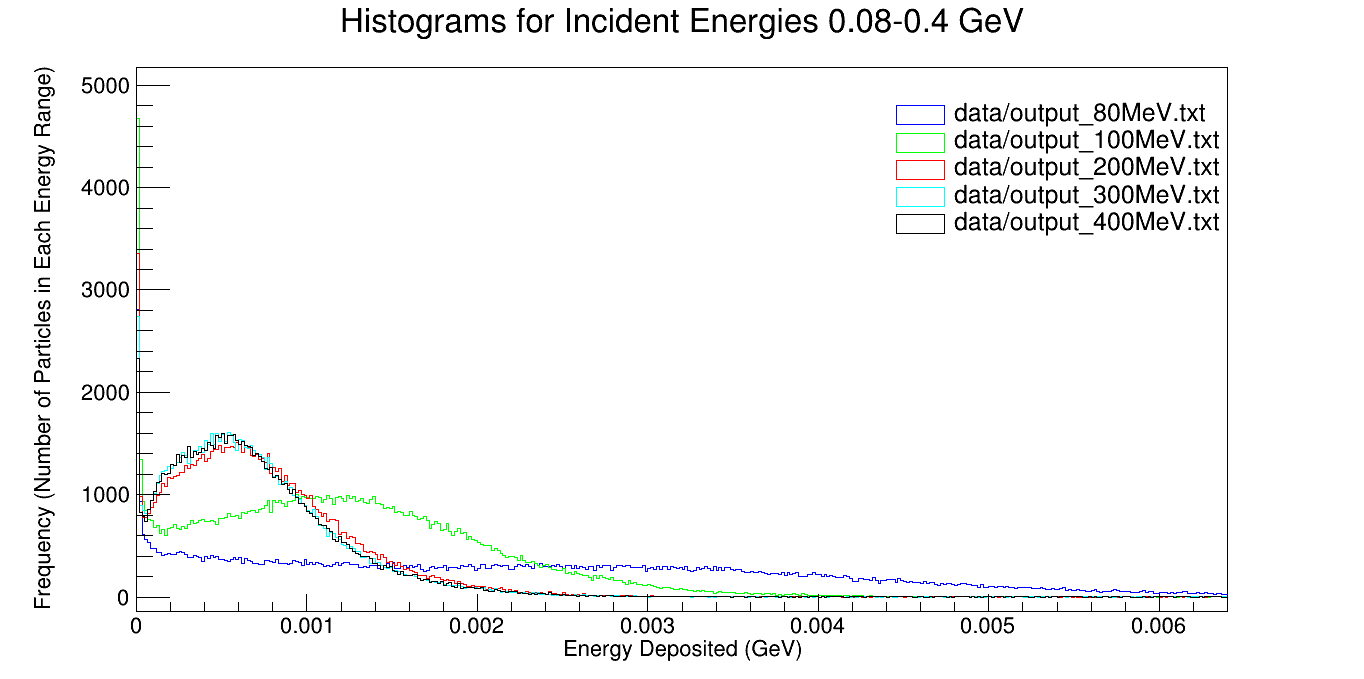 Histograms for Incident Energies 0.08-0.4 GeV
Frequency (Number of Particles in Each Energy Range)
5000
4000
3000
2000
1000
0
data/output_80MeV.txt
data/output_100MeV.txt
data/output_200MeV.txt
data/output_300MeV.txt
data/output_400MeV.txt
0 0.001 0.002 0.003 0.004 0.005 0.006
Energy Deposited (GeV)